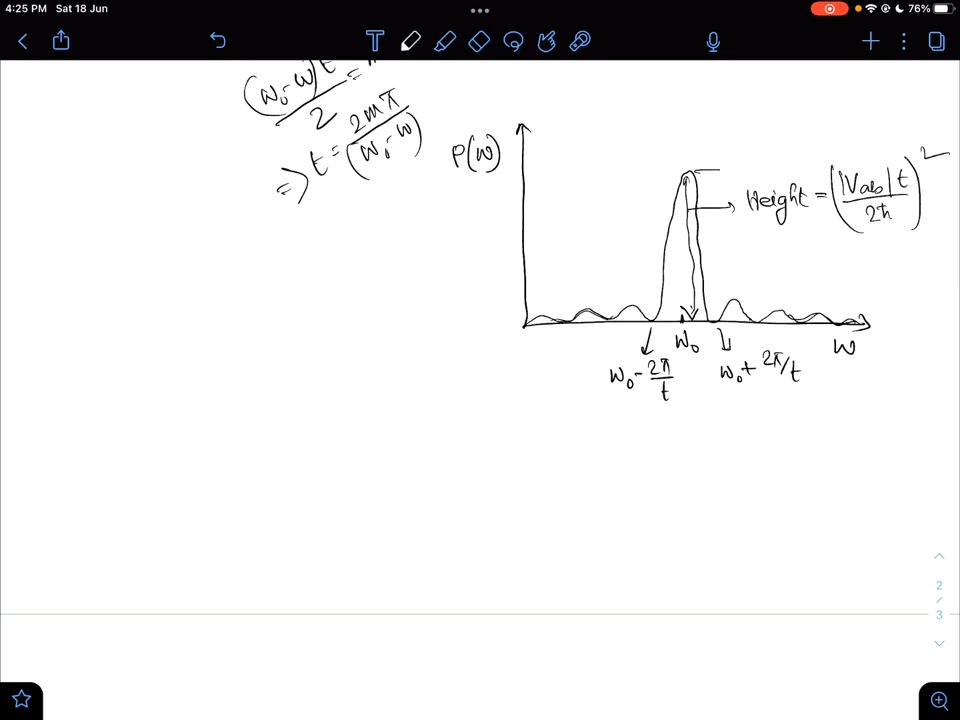 4:25 PM Sat 18 Jun
76%
(ω₀-ω)t/2 =
=> t = 2mπ/(ω₀-ω)
P(ω)
Height = (|Vab|t/2ħ)²
ω₀ ω
ω₀ - 2π/t ω₀ + 2π/t
2
/
3